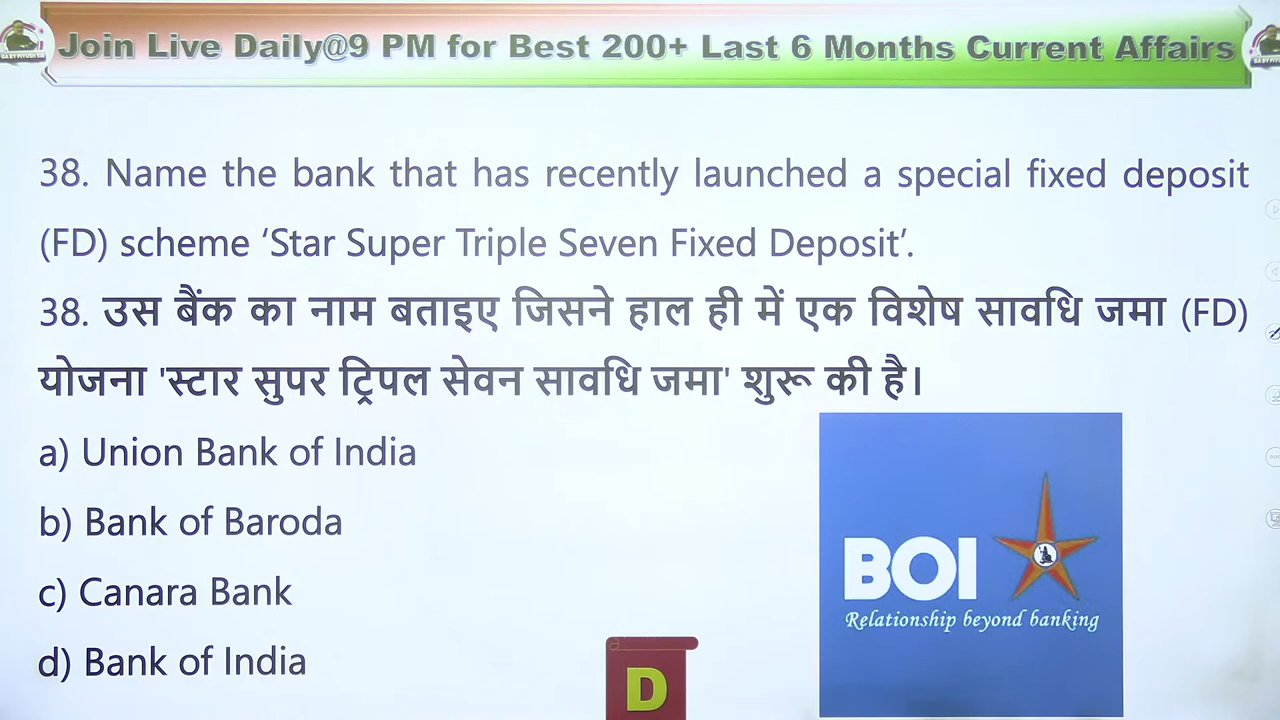 Join Live Daily@9 PM for Best 200+ Last 6 Months Current Affairs
38. Name the bank that has recently launched a special fixed deposit
(FD) scheme ‘Star Super Triple Seven Fixed Deposit’.
38. उस बैंक का नाम बताइए जिसने हाल ही में एक विशेष सावधि जमा (FD)
योजना 'स्टार सुपर ट्रिपल सेवन सावधि जमा' शुरू की है।
a) Union Bank of India
b) Bank of Baroda
c) Canara Bank
d) Bank of India
BOI
Relationship beyond banking
D